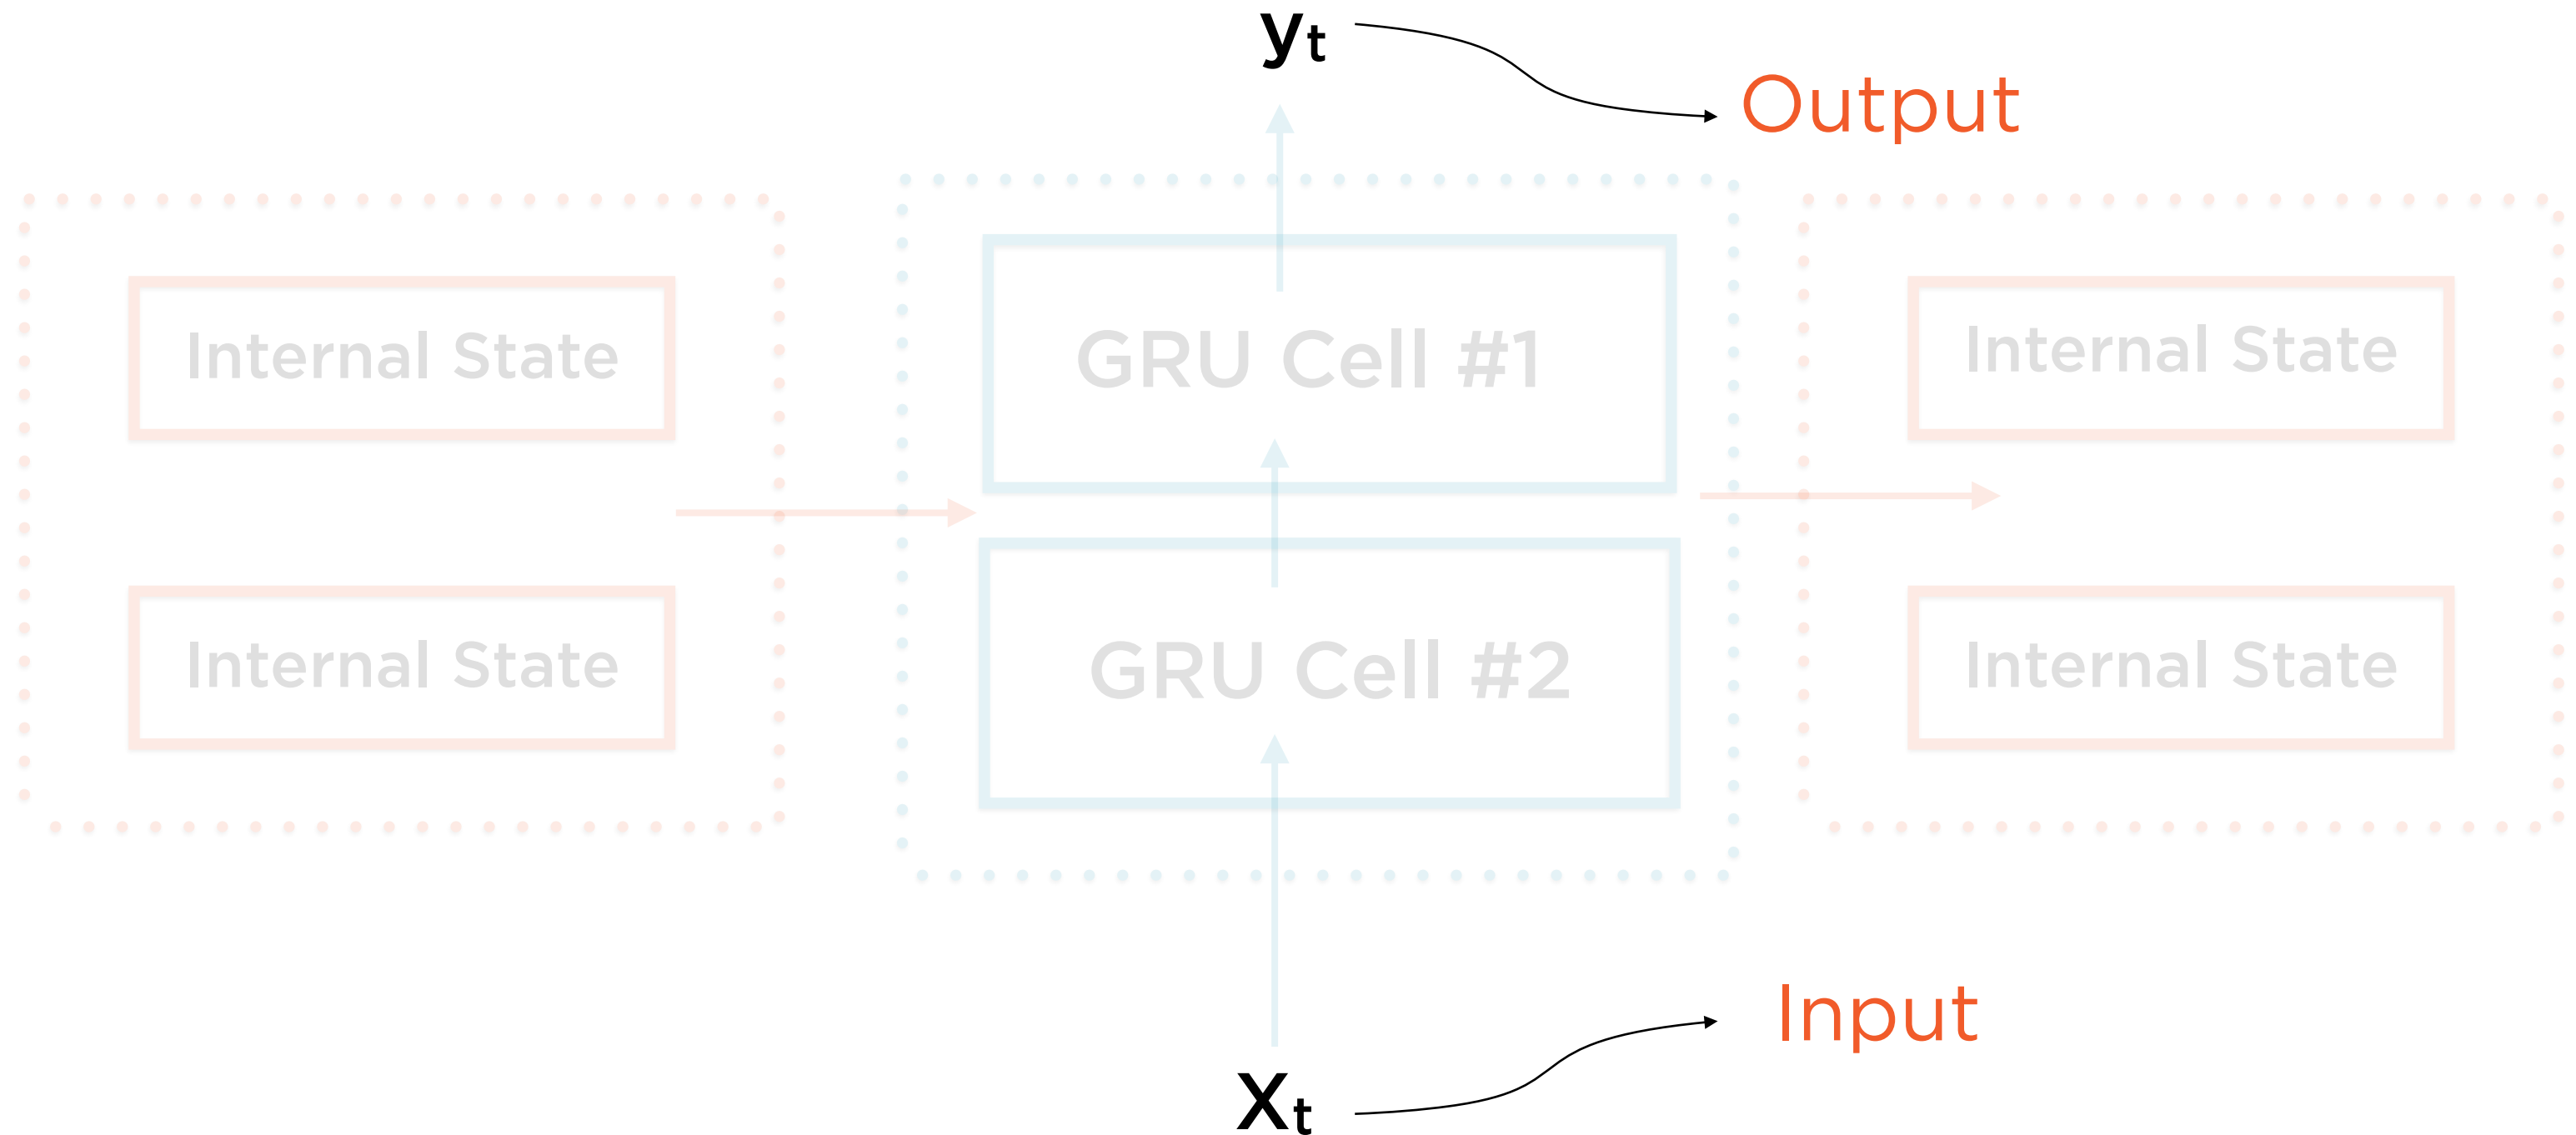 yt
Output
Internal State
GRU Cell #1
Internal State
Internal State
GRU Cell #2
Internal State
Input
Xt